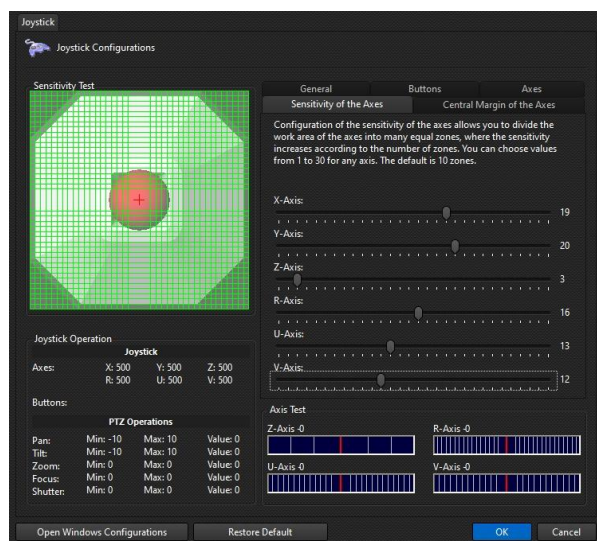 Joystick
Joystick Configurations
Sensitivity Test
General Buttons Axes
Sensitivity of the Axes Central Margin of the Axes
Configuration of the sensitivity of the axes allows you to divide the
work area of the axes into many equal zones, where the sensitivity
increases according to the number of zones. You can choose values
from 1 to 30 for any axis. The default is 10 zones.
X-Axis:
19
Y-Axis:
20
Z-Axis:
3
R-Axis:
16
U-Axis:
13
V-Axis:
12
Joystick Operation
Joystick
Axes: X: 500 Y: 500 Z: 500
R: 500 U: 500 V: 500
Buttons:
PTZ Operations
Pan: Min: -10 Max: 10 Value: 0
Tilt: Min: -10 Max: 10 Value: 0
Zoom: Min: 0 Max: 0 Value: 0
Focus: Min: 0 Max: 0 Value: 0
Shutter: Min: 0 Max: 0 Value: 0
Axis Test
Z-Axis -0 R-Axis -0
U-Axis -0 V-Axis -0
Open Windows Configurations Restore Default OK Cancel